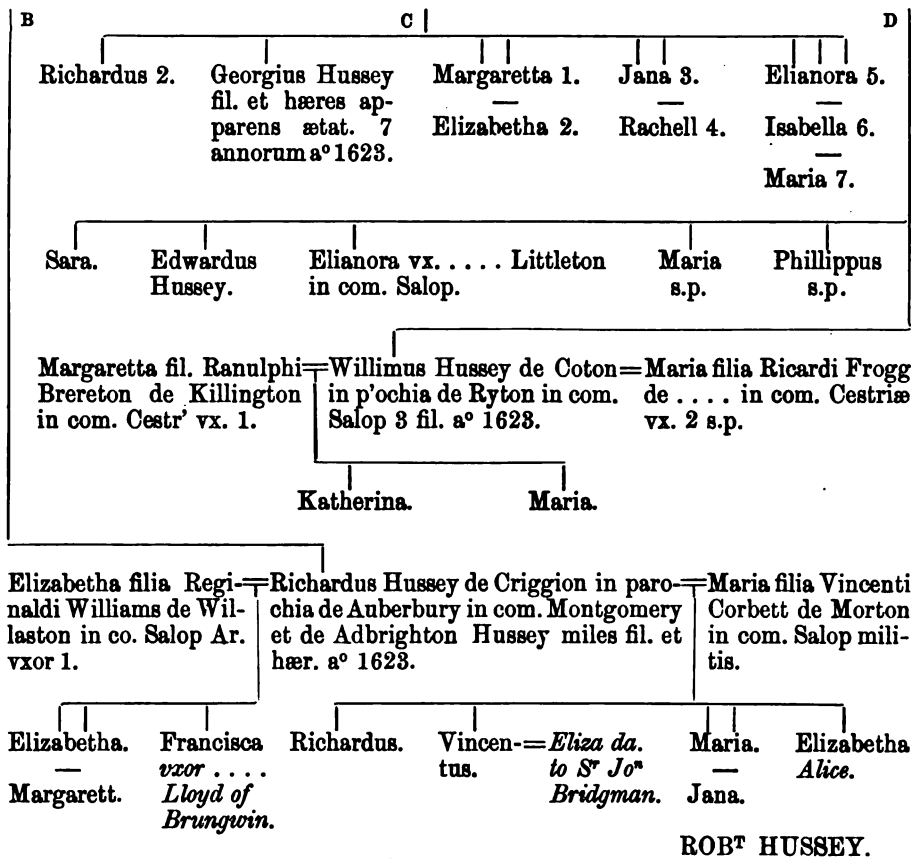 B C D
Richardus 2. Georgius Hussey Margaretta 1. Jana 3. Elianora 5.
fil. et hæres ap- — — —
parens ætat. 7 Elizabetha 2. Rachell 4. Isabella 6.
annorum aº 1623. —
Maria 7.
Sara. Edwardus Elianora vx. . . . . . Littleton Maria Phillippus
Hussey. in com. Salop. s.p. s.p.
Margaretta fil. Ranulphi=Willimus Hussey de Coton=Maria filia Ricardi Frogg
Brereton de Killington in p'ochia de Ryton in com. de . . . . in com. Cestriæ
in com. Cestr' vx. 1. Salop 3 fil. aº 1623. vx. 2 s.p.
Katherina. Maria.
Elizabetha filia Regi-=Richardus Hussey de Criggion in paro-=Maria filia Vincenti
naldi Williams de Wil- chia de Auberbury in com. Montgomery Corbett de Morton
laston in co. Salop Ar. et de Adbrighton Hussey miles fil. et in com. Salop mili-
vxor 1. hær. aº 1623. tis.
Elizabetha. Francisca Richardus. Vincen-=Eliza da. Maria. Elizabetha
— vxor . . . . tus. to Sʳ Joⁿ — Alice.
Margarett. Lloyd of Bridgman. Jana.
Brungwin.
ROBᵀ HUSSEY.